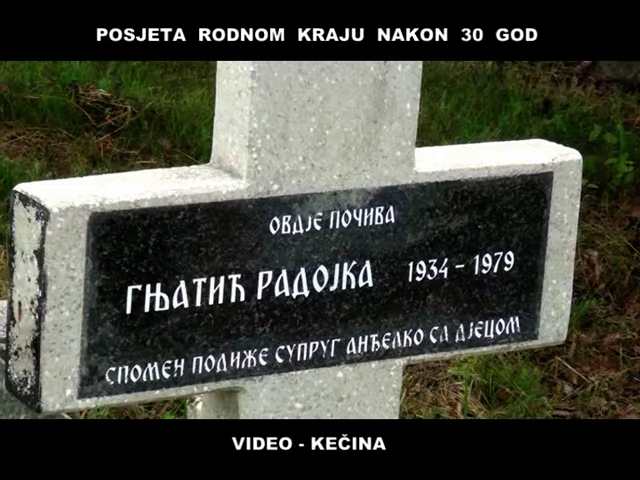 POSJETA RODNOM KRAJU NAKON 30 GOD
ОВДЈЕ ПОЧИВА
ГЊАТИЋ РАДОЈКА 1934 - 1979
СПОМЕН ПОДИЖЕ СУПРУГ АНЂЕЛКО СА ДЈЕЦОМ
VIDEO - KEČINA